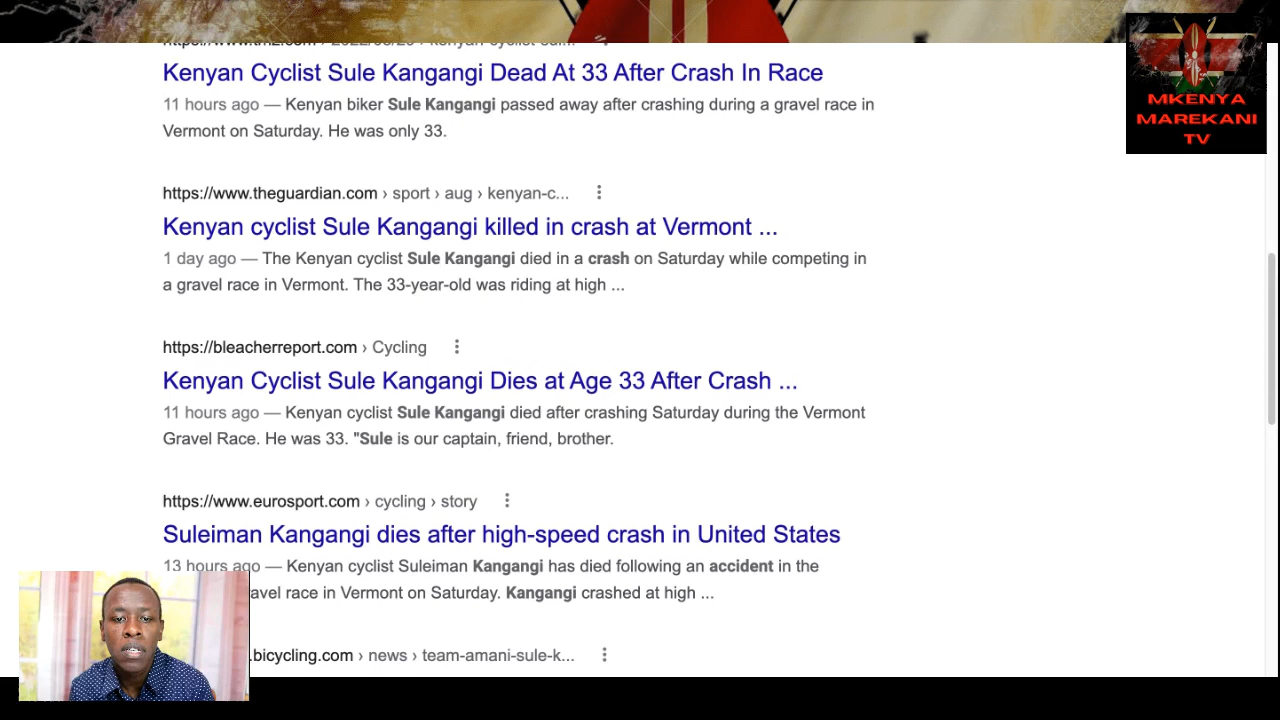 https://www.tmz.com › 2022/08/28 › kenyan-cyclist-sul...
Kenyan Cyclist Sule Kangangi Dead At 33 After Crash In Race
11 hours ago — Kenyan biker Sule Kangangi passed away after crashing during a gravel race in
Vermont on Saturday. He was only 33.
https://www.theguardian.com › sport › aug › kenyan-c...
Kenyan cyclist Sule Kangangi killed in crash at Vermont ...
1 day ago — The Kenyan cyclist Sule Kangangi died in a crash on Saturday while competing in
a gravel race in Vermont. The 33-year-old was riding at high ...
https://bleacherreport.com › Cycling
Kenyan Cyclist Sule Kangangi Dies at Age 33 After Crash ...
11 hours ago — Kenyan cyclist Sule Kangangi died after crashing Saturday during the Vermont
Gravel Race. He was 33. "Sule is our captain, friend, brother.
https://www.eurosport.com › cycling › story
Suleiman Kangangi dies after high-speed crash in United States
13 hours ago — Kenyan cyclist Suleiman Kangangi has died following an accident in the
avel race in Vermont on Saturday. Kangangi crashed at high ...
.bicycling.com › news › team-amani-sule-k...
MKENYA
MAREKANI
TV